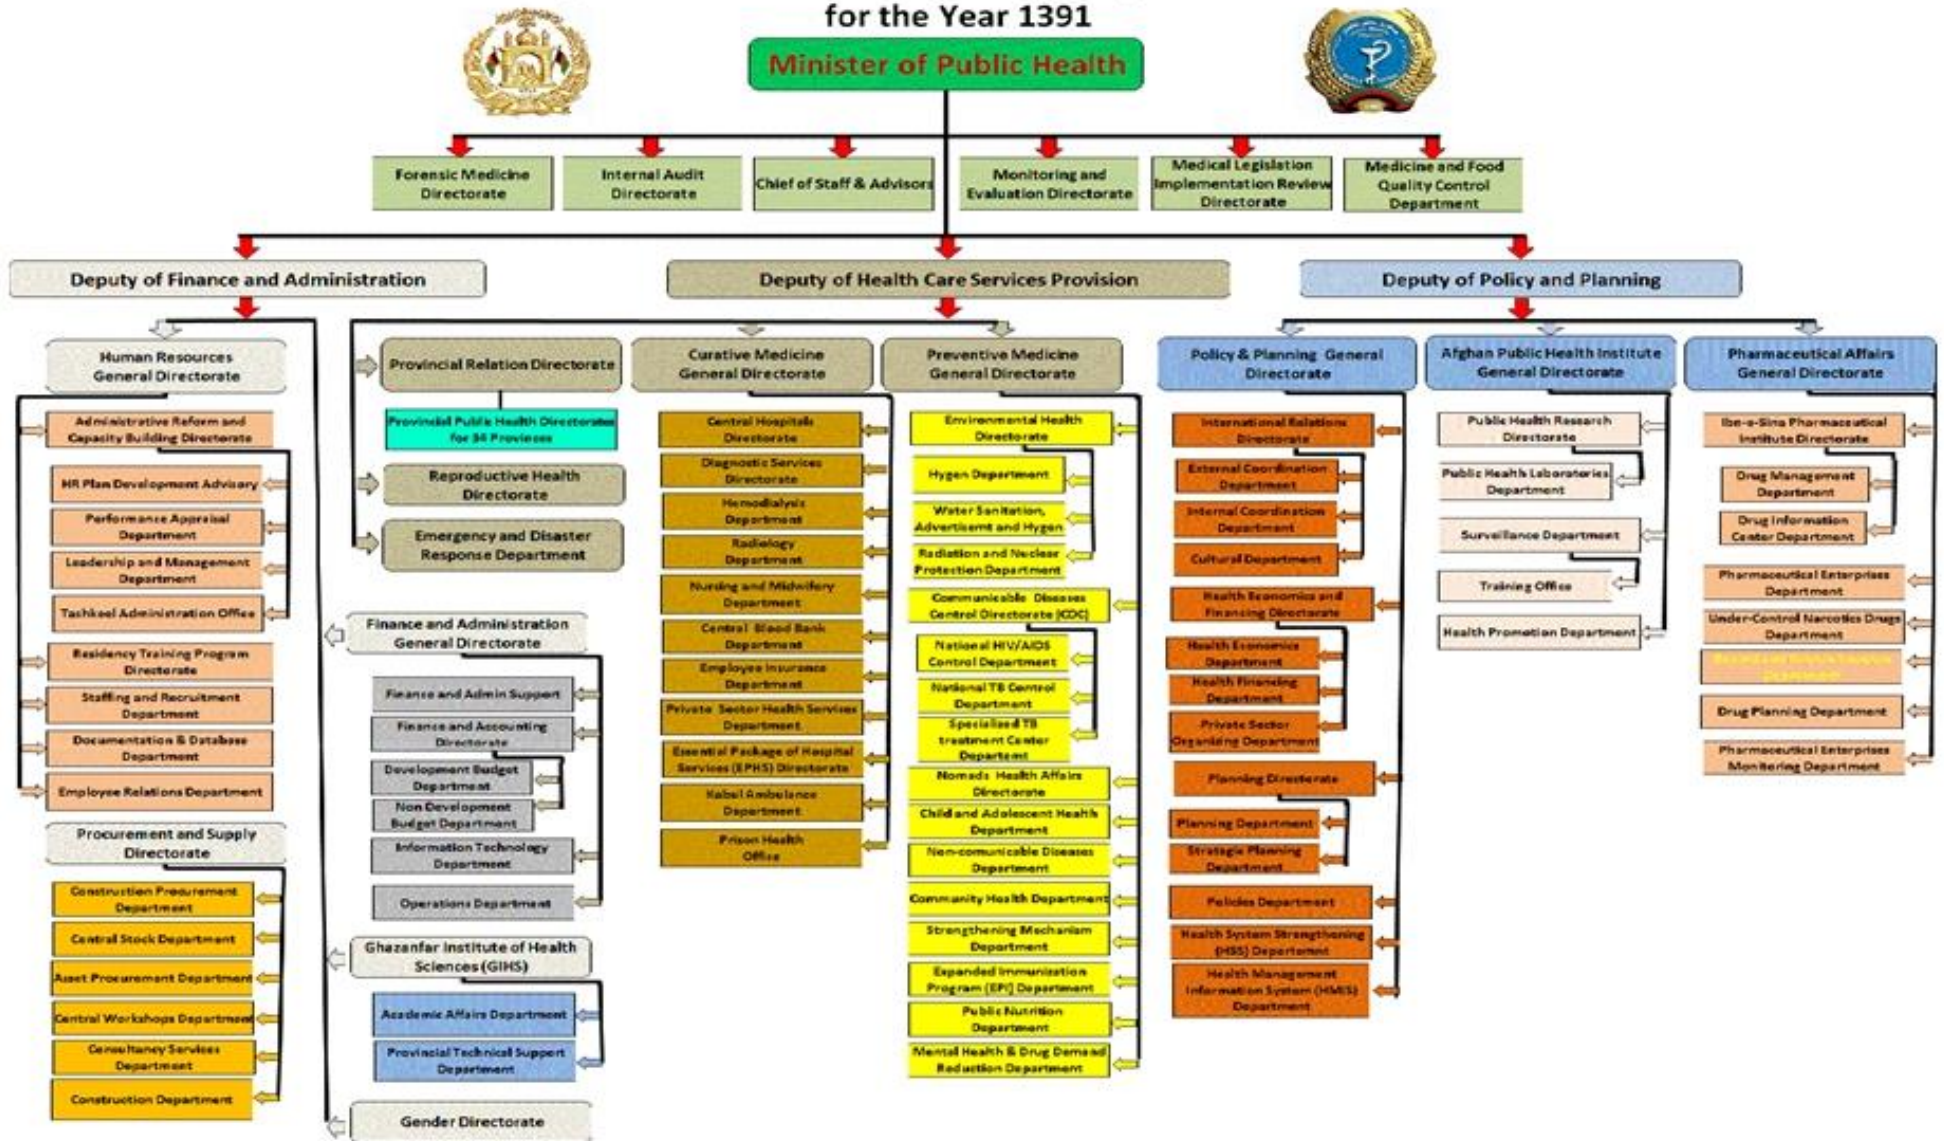 for the Year 1391
Minister of Public Health
Forensic Medicine
Directorate
Internal Audit
Directorate
Chief of Staff & Advisors
Monitoring and
Evaluation Directorate
Medical Legislation
Implementation Review
Directorate
Medicine and Food
Quality Control
Department
Deputy of Finance and Administration
Deputy of Health Care Services Provision
Deputy of Policy and Planning
Human Resources
General Directorate
Administrative Reform and
Capacity Building Directorate
HR Plan Development Advisory
Performance Appraisal
Department
Leadership and Management
Department
Tashkeel Administration Office
Residency Training Program
Directorate
Staffing and Recruitment
Department
Documentation & Database
Department
Employee Relations Department
Procurement and Supply
Directorate
Construction Procurement
Department
Central Stock Department
Asset Procurement Department
Central Workshops Department
Consultancy Services
Department
Construction Department
Provincial Relation Directorate
Provincial Public Health Directorates
for 34 Provinces
Reproductive Health
Directorate
Emergency and Disaster
Response Department
Finance and Administration
General Directorate
Finance and Admin Support
Finance and Accounting
Directorate
Development Budget
Department
Non Development
Budget Department
Information Technology
Department
Operations Department
Ghazanfar Institute of Health
Sciences (GIHS)
Academic Affairs Department
Provincial Technical Support
Department
Gender Directorate
Curative Medicine
General Directorate
Central Hospitals
Directorate
Diagnostic Services
Directorate
Hemodialysis
Department
Radiology
Department
Nursing and Midwifery
Department
Central Blood Bank
Department
Employee Insurance
Department
Private Sector Health Services
Department
Essential Package of Hospital
Services (EPHS) Directorate
Kabul Ambulance
Department
Prison Health
Office
Preventive Medicine
General Directorate
Environmental Health
Directorate
Hygen Department
Water Sanitation,
Advertisemt and Hygen
Radiation and Nuclear
Protection Department
Communicable Diseases
Control Directorate (CDC)
National HIV/AIDS
Control Department
National TB Control
Department
Specialized TB
treatment Center
Departemt
Nomads Health Affairs
Directorate
Child and Adolescent Health
Department
Non-comunicable Diseases
Department
Community Health Department
Strengthening Mechanism
Department
Expanded Immunization
Program (EPI) Department
Public Nutrition
Department
Mental Health & Drug Demand
Reduction Department
Policy & Planning General
Directorate
International Relations
Directorate
External Coordination
Department
Internal Coordination
Department
Cultural Department
Health Economics and
Financing Directorate
Health Economics
Department
Health Financing
Department
Private Sector
Organizing Department
Planning Directorate
Planning Department
Strategic Planning
Department
Policies Department
Health System Strengthening
(HSS) Departemnt
Health Management
Information System (HMIS)
Department
Afghan Public Health Institute
General Directorate
Public Health Research
Directorate
Public Health Laboratories
Department
Surveillance Department
Training Office
Health Promotion Department
Pharmaceutical Affairs
General Directorate
Ibn-e-Sina Pharmaceutical
Institute Directorate
Drug Management
Department
Drug Information
Center Department
Pharmaceutical Enterprises
Department
Under-Control Narcotics Drugs
Department
Drug Planning Department
Pharmaceutical Enterprises
Monitoring Department